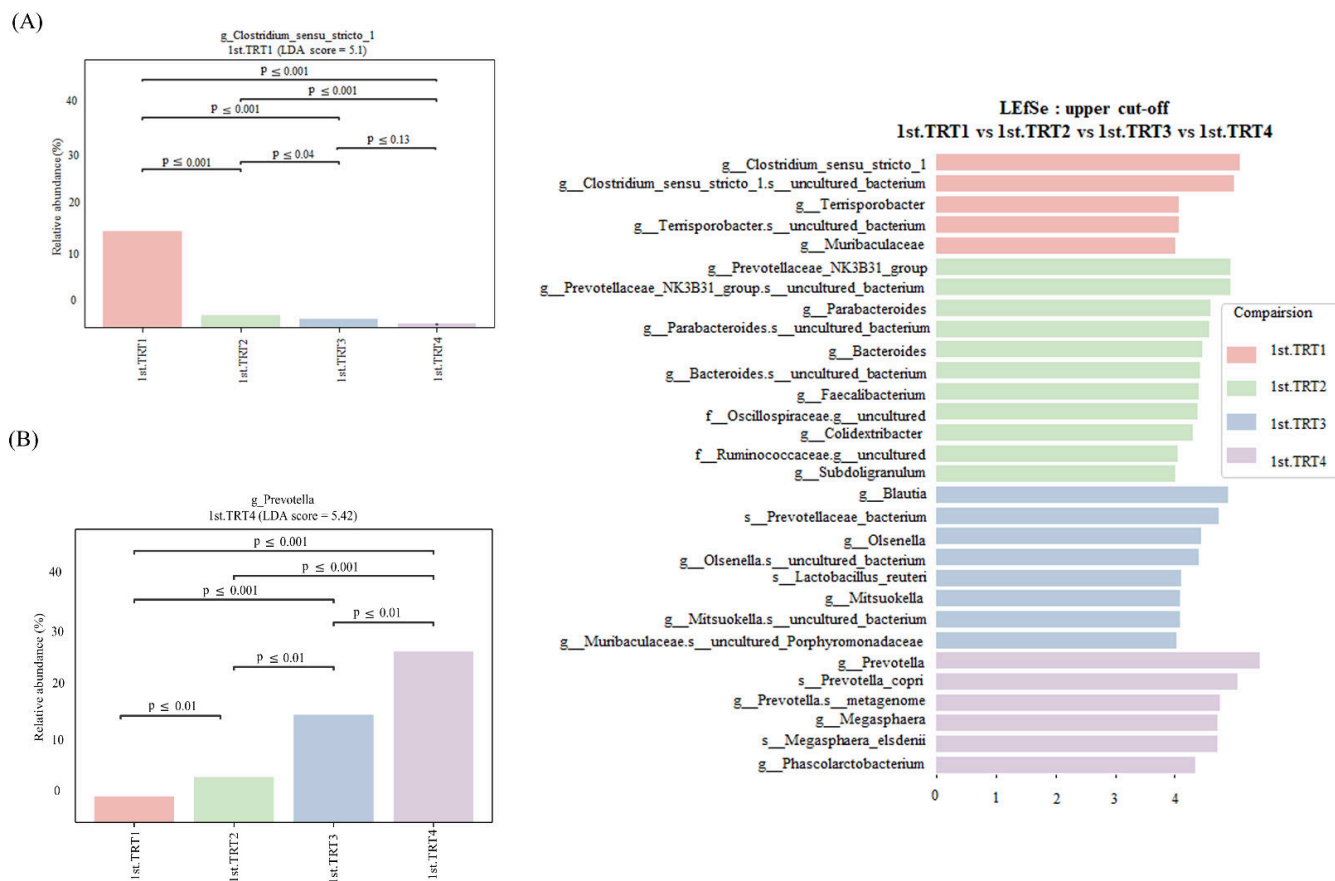 (A)
g_Clostridium_sensu_stricto_1
1st.TRT1 (LDA score = 5.1)
P ≤ 0.001
P ≤ 0.001
P ≤ 0.001
P ≤ 0.13
P ≤ 0.04
P ≤ 0.001
Relative abundance (%)
40
30
20
10
0
1st.TRT1
1st.TRT2
1st.TRT3
1st.TRT4
(B)
g_Prevotella
1st.TRT4 (LDA score = 5.42)
p ≤ 0.001
p ≤ 0.001
p ≤ 0.001
p ≤ 0.01
p ≤ 0.01
p ≤ 0.01
Relative abundance (%)
40
30
20
10
0
1st.TRT1
1st.TRT2
1st.TRT3
1st.TRT4
LEfSe : upper cut-off
1st.TRT1 vs 1st.TRT2 vs 1st.TRT3 vs 1st.TRT4
g__Clostridium_sensu_stricto_1
g__Clostridium_sensu_stricto_1.s__uncultured_bacterium
g__Terrisporobacter
g__Terrisporobacter.s__uncultured_bacterium
g__Muribaculaceae
g__Prevotellaceae_NK3B31_group
g__Prevotellaceae_NK3B31_group.s__uncultured_bacterium
g__Parabacteroides
g__Parabacteroides.s__uncultured_bacterium
g__Bacteroides
g__Bacteroides.s__uncultured_bacterium
g__Faecalibacterium
f__Oscillospiraceae.g__uncultured
g__Colidextribacter
f__Ruminococcaceae.g__uncultured
g__Subdoligranulum
g__Blautia
s__Prevotellaceae_bacterium
g__Olsenella
g__Olsenella.s__uncultured_bacterium
s__Lactobacillus_reuteri
g__Mitsuokella
g__Mitsuokella.s__uncultured_bacterium
g__Muribaculaceae.s__uncultured_Porphyromonadaceae
g__Prevotella
s__Prevotella_copri
g__Prevotella.s__metagenome
g__Megasphaera
s__Megasphaera_elsdenii
g__Phascolarctobacterium
0 1 2 3 4
Compairsion
1st.TRT1
1st.TRT2
1st.TRT3
1st.TRT4